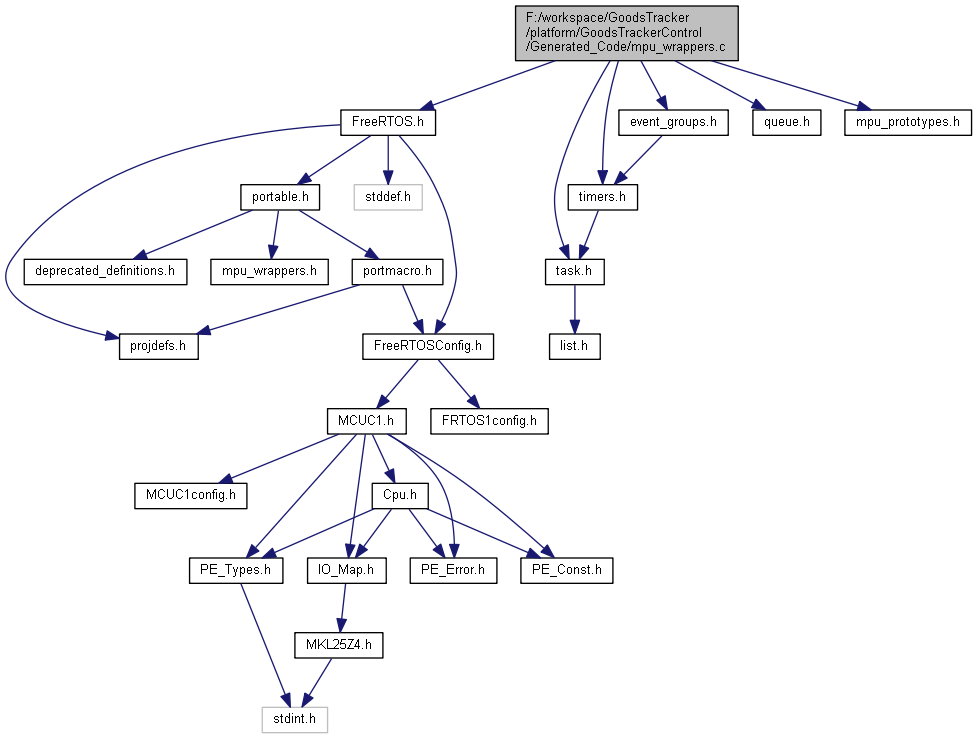 F:/workspace/GoodsTracker
/platform/GoodsTrackerControl
/Generated_Code/mpu_wrappers.c
FreeRTOS.h
event_groups.h
queue.h
mpu_prototypes.h
portable.h
stddef.h
timers.h
deprecated_definitions.h
mpu_wrappers.h
portmacro.h
task.h
projdefs.h
FreeRTOSConfig.h
list.h
MCUC1.h
FRTOS1config.h
MCUC1config.h
Cpu.h
PE_Types.h
IO_Map.h
PE_Error.h
PE_Const.h
MKL25Z4.h
stdint.h